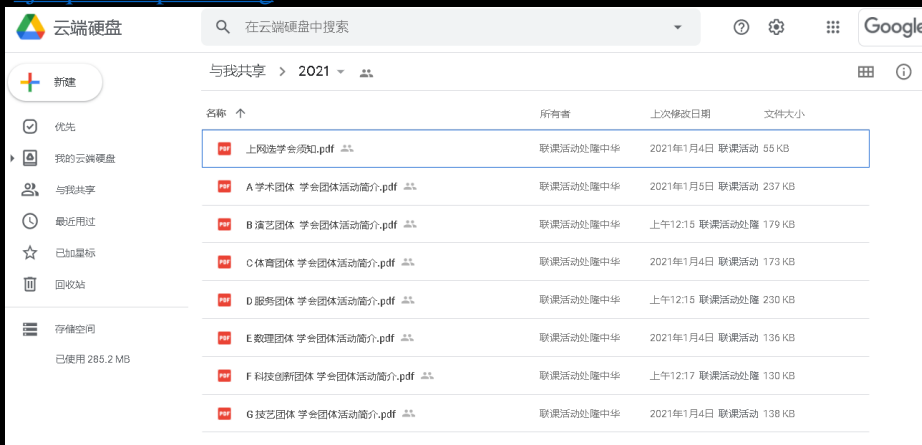 云端硬盘
在云端硬盘中搜索
Google
新建
与我共享 > 2021
优先
我的云端硬盘
与我共享
最近用过
已加星标
回收站
存储空间
已使用 285.2 MB
名称 ↑ 所有者 上次修改日期 文件大小
PDF 上网选学会须知.pdf 联课活动处隆中华 2021年1月4日 联课活动 55 KB
PDF A 学术团体 学会团体活动简介.pdf 联课活动处隆中华 2021年1月5日 联课活动 237 KB
PDF B 演艺团体 学会团体活动简介.pdf 联课活动处隆中华 上午12:15 联课活动处隆 179 KB
PDF C 体育团体 学会团体活动简介.pdf 联课活动处隆中华 2021年1月4日 联课活动 173 KB
PDF D 服务团体 学会团体活动简介.pdf 联课活动处隆中华 上午12:15 联课活动处隆 230 KB
PDF E 数理团体 学会团体活动简介.pdf 联课活动处隆中华 2021年1月4日 联课活动 136 KB
PDF F 科技创新团体 学会团体活动简介.pdf 联课活动处隆中华 上午12:17 联课活动处隆 130 KB
PDF G 技艺团体 学会团体活动简介.pdf 联课活动处隆中华 2021年1月4日 联课活动 138 KB